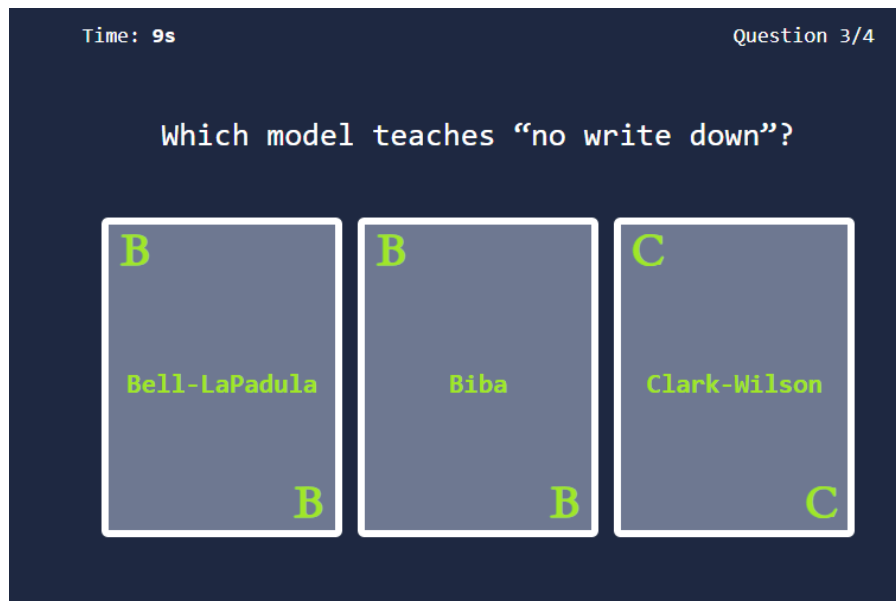 Time: 9s
Question 3/4
Which model teaches “no write down”?
B
Bell-LaPadula
B
B
Biba
B
C
Clark-Wilson
C